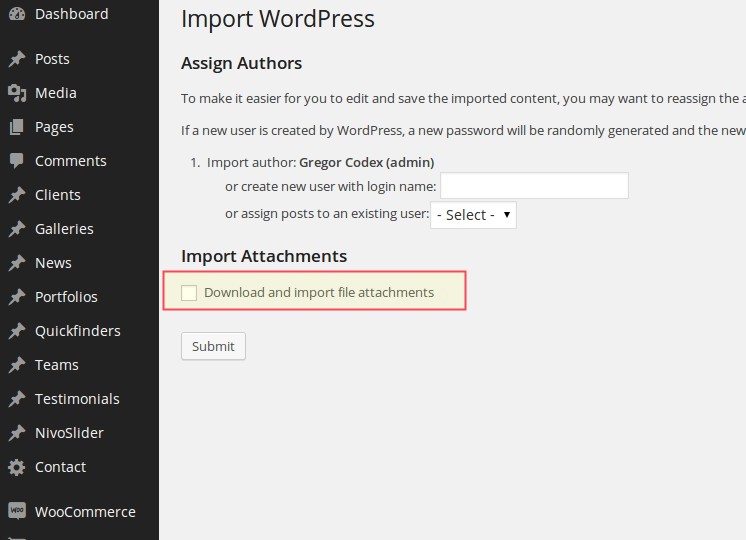 Dashboard
Posts
Media
Pages
Comments
Clients
Galleries
News
Portfolios
Quickfinders
Teams
Testimonials
NivoSlider
Contact
WOO WooCommerce
Import WordPress
Assign Authors
To make it easier for you to edit and save the imported content, you may want to reassign the a
If a new user is created by WordPress, a new password will be randomly generated and the new
1. Import author: Gregor Codex (admin)
or create new user with login name:
or assign posts to an existing user: - Select -
Import Attachments
Download and import file attachments
Submit